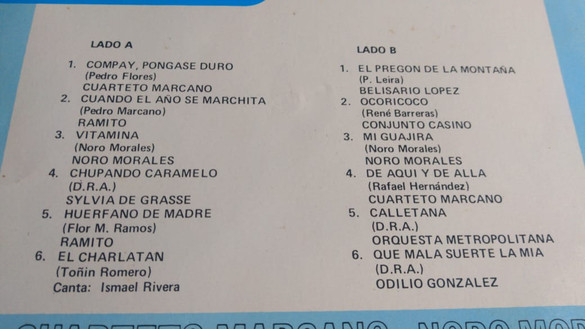 LADO A
1. COMPAY, PONGASE DURO
(Pedro Flores)
CUARTETO MARCANO
2. CUANDO EL AÑO SE MARCHITA
(Pedro Marcano)
RAMITO
3. VITAMINA
(Noro Morales)
NORO MORALES
4. CHUPANDO CARAMELO
(D.R.A.)
SYLVIA DE GRASSE
5. HUERFANO DE MADRE
(Flor M. Ramos)
RAMITO
6. EL CHARLATAN
(Toñin Romero)
Canta: Ismael Rivera
LADO B
1. EL PREGON DE LA MONTAÑA
(P. Leira)
BELISARIO LOPEZ
2. OCORICOCO
(René Barreras)
CONJUNTO CASINO
3. MI GUAJIRA
(Noro Morales)
NORO MORALES
4. DE AQUI Y DE ALLA
(Rafael Hernández)
CUARTETO MARCANO
5. CALLETANA
(D.R.A.)
ORQUESTA METROPOLITANA
6. QUE MALA SUERTE LA MIA
(D.R.A.)
ODILIO GONZALEZ
CUARTETO MARCANO - NORO MOR